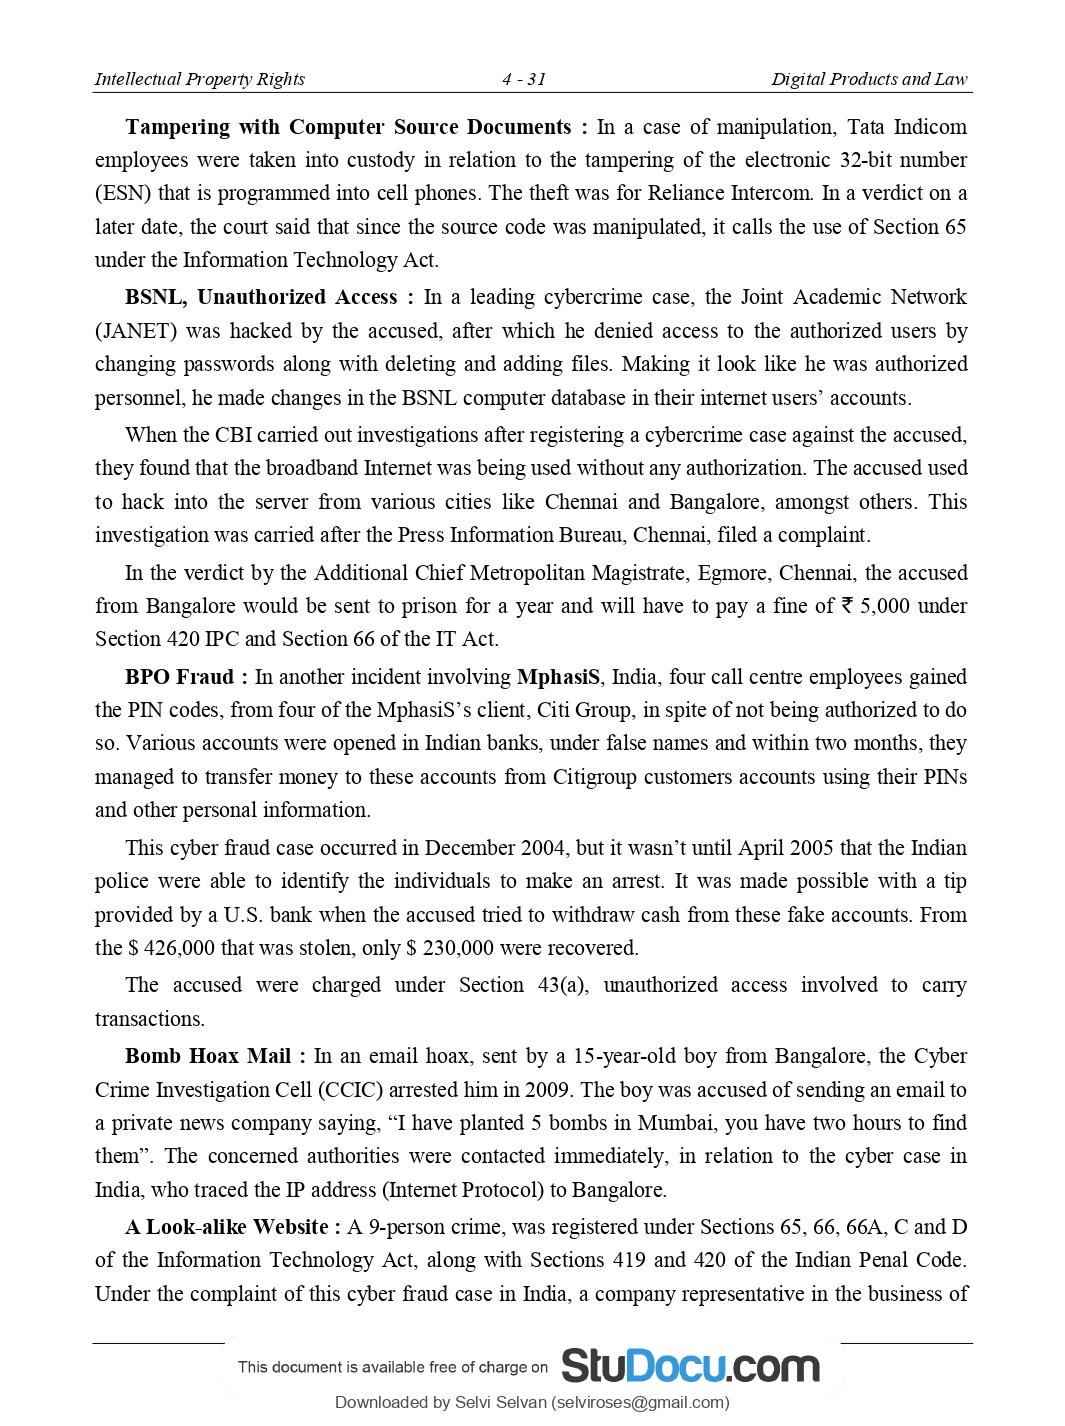 Intellectual Property Rights 4 - 31 Digital Products and Law
Tampering with Computer Source Documents : In a case of manipulation, Tata Indicom
employees were taken into custody in relation to the tampering of the electronic 32-bit number
(ESN) that is programmed into cell phones. The theft was for Reliance Intercom. In a verdict on a
later date, the court said that since the source code was manipulated, it calls the use of Section 65
under the Information Technology Act.
BSNL, Unauthorized Access : In a leading cybercrime case, the Joint Academic Network
(JANET) was hacked by the accused, after which he denied access to the authorized users by
changing passwords along with deleting and adding files. Making it look like he was authorized
personnel, he made changes in the BSNL computer database in their internet users’ accounts.
When the CBI carried out investigations after registering a cybercrime case against the accused,
they found that the broadband Internet was being used without any authorization. The accused used
to hack into the server from various cities like Chennai and Bangalore, amongst others. This
investigation was carried after the Press Information Bureau, Chennai, filed a complaint.
In the verdict by the Additional Chief Metropolitan Magistrate, Egmore, Chennai, the accused
from Bangalore would be sent to prison for a year and will have to pay a fine of ₹ 5,000 under
Section 420 IPC and Section 66 of the IT Act.
BPO Fraud : In another incident involving MphasiS, India, four call centre employees gained
the PIN codes, from four of the MphasiS’s client, Citi Group, in spite of not being authorized to do
so. Various accounts were opened in Indian banks, under false names and within two months, they
managed to transfer money to these accounts from Citigroup customers accounts using their PINs
and other personal information.
This cyber fraud case occurred in December 2004, but it wasn’t until April 2005 that the Indian
police were able to identify the individuals to make an arrest. It was made possible with a tip
provided by a U.S. bank when the accused tried to withdraw cash from these fake accounts. From
the $ 426,000 that was stolen, only $ 230,000 were recovered.
The accused were charged under Section 43(a), unauthorized access involved to carry
transactions.
Bomb Hoax Mail : In an email hoax, sent by a 15-year-old boy from Bangalore, the Cyber
Crime Investigation Cell (CCIC) arrested him in 2009. The boy was accused of sending an email to
a private news company saying, “I have planted 5 bombs in Mumbai, you have two hours to find
them”. The concerned authorities were contacted immediately, in relation to the cyber case in
India, who traced the IP address (Internet Protocol) to Bangalore.
A Look-alike Website : A 9-person crime, was registered under Sections 65, 66, 66A, C and D
of the Information Technology Act, along with Sections 419 and 420 of the Indian Penal Code.
Under the complaint of this cyber fraud case in India, a company representative in the business of
This document is available free of charge on StuDocu.com
Downloaded by Selvi Selvan (selviroses@gmail.com)